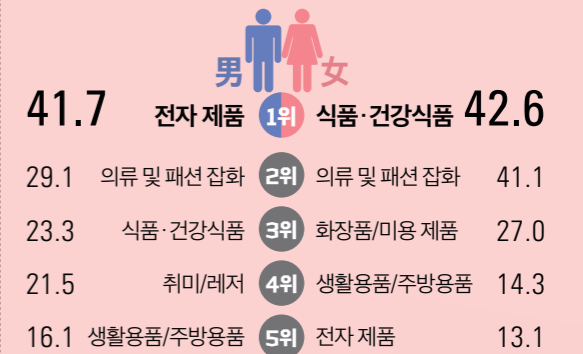 男 女
41.7 전자 제품 1위 식품·건강식품 42.6
29.1 의류 및 패션 잡화 2위 의류 및 패션 잡화 41.1
23.3 식품·건강식품 3위 화장품/미용 제품 27.0
21.5 취미/레저 4위 생활용품/주방용품 14.3
16.1 생활용품/주방용품 5위 전자 제품 13.1